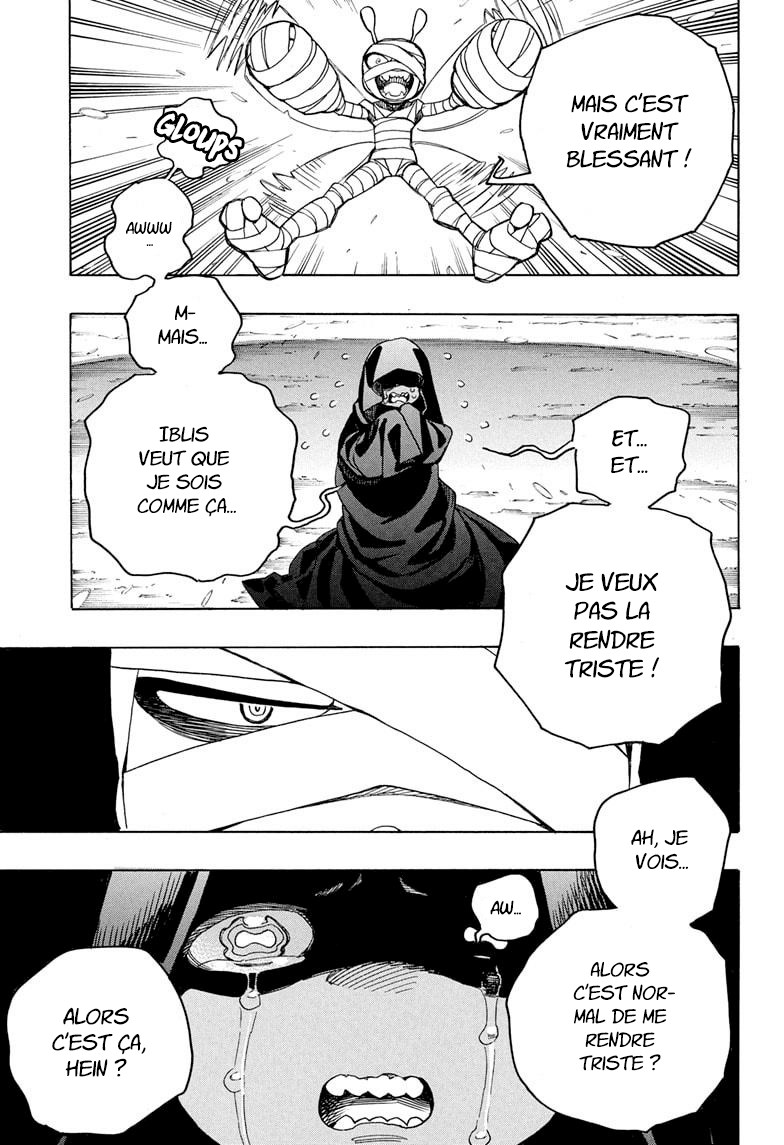 MAIS C'EST
VRAIMENT
BLESSANT !
GLOUPS
AWWW
...
M-
MAIS...
IBLIS
VEUT QUE
JE SOIS
COMME ÇA...
ET...
ET...
JE VEUX
PAS LA
RENDRE
TRISTE !
AH, JE
VOIS...
AW...
ALORS
C'EST NOR-
MAL DE ME
RENDRE
TRISTE ?
ALORS
C'EST ÇA,
HEIN ?